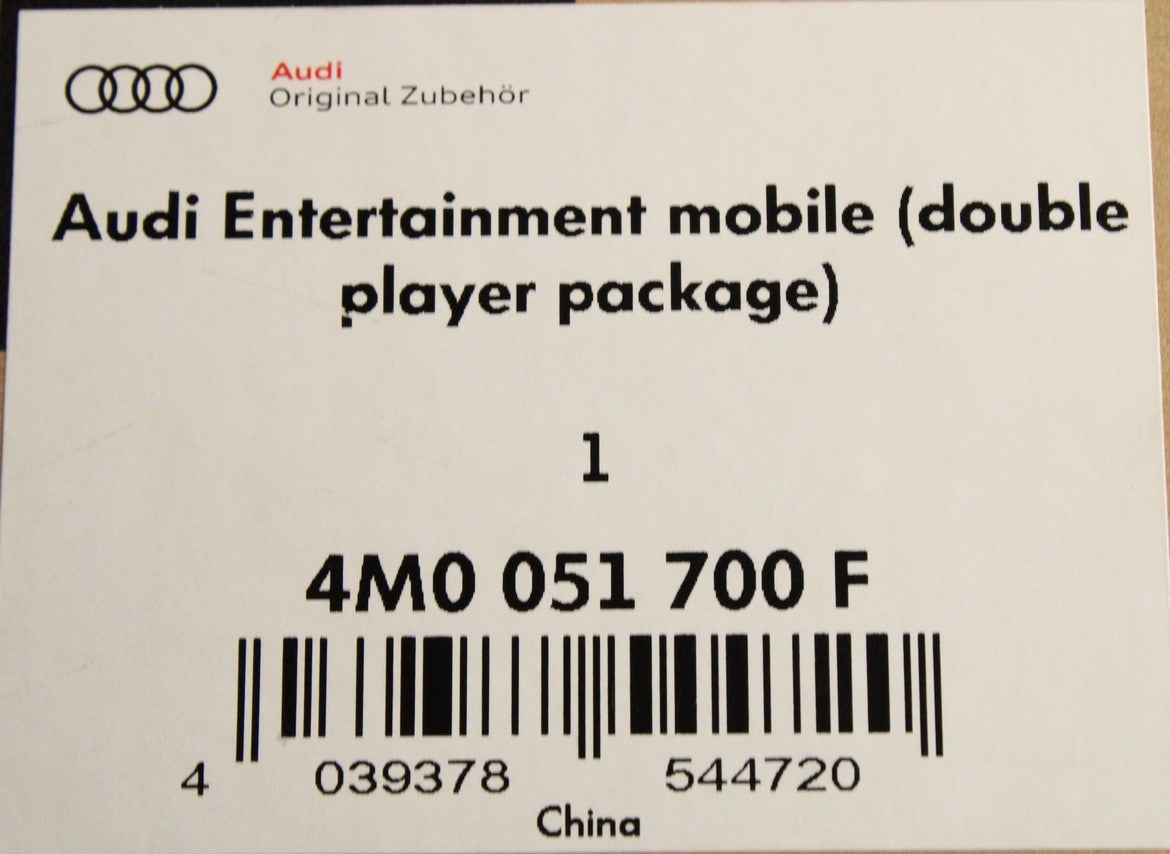 Audi
Original Zubehör
Audi Entertainment mobile (double
player package)
1
4M0 051 700 F
4 039378 544720
China